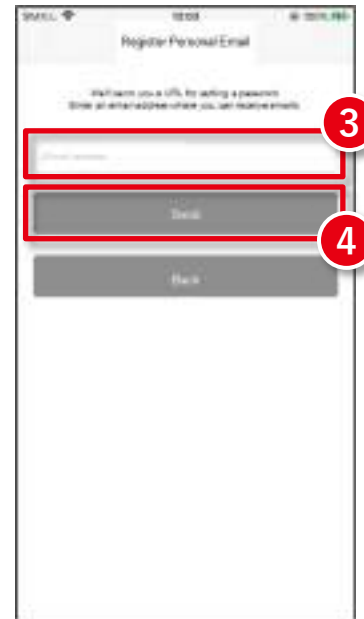 Register Personal Email
We'll send you a URL for setting a password
Enter an email address where you can receive emails
3
Send
4
Back